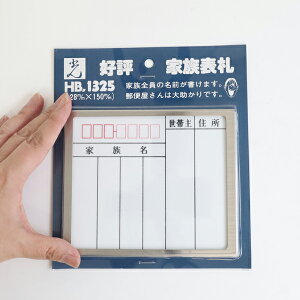 光
好評 家族表札
HB.1325
(128%×150%)
家族全員の名前が書けます。
郵便屋さんは大助かりです。
世帯主 住所
家族名